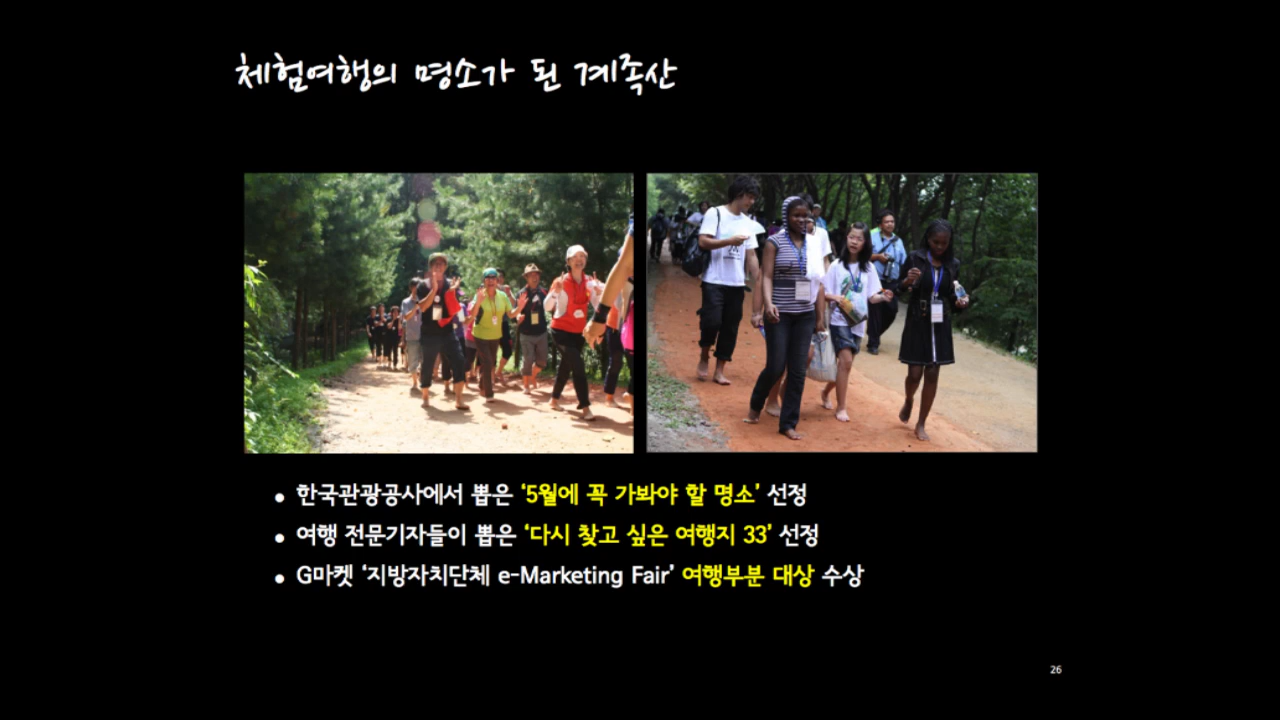 체험여행의 명소가 된 계족산
• 한국관광공사에서 뽑은 ‘5월에 꼭 가봐야 할 명소’ 선정
• 여행 전문기자들이 뽑은 ‘다시 찾고 싶은 여행지 33’ 선정
• G마켓 ‘지방자치단체 e-Marketing Fair’ 여행부분 대상 수상
26